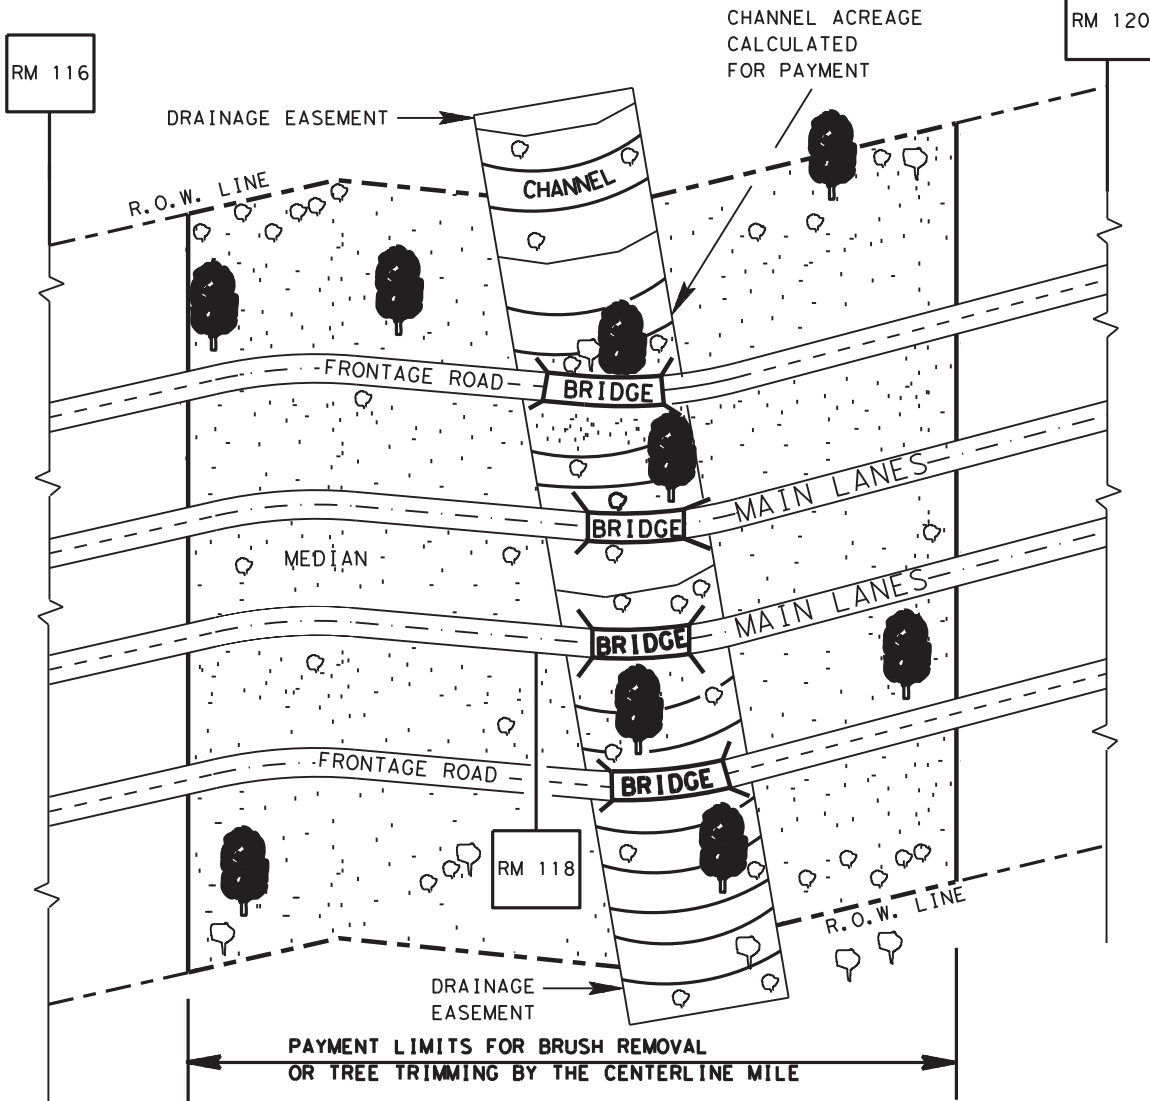 CHANNEL ACREAGE
CALCULATED
FOR PAYMENT
RM 120
RM 116
DRAINAGE EASEMENT
R.O.W. LINE
CHANNEL
FRONTAGE ROAD
BRIDGE
MAIN LANES
BRIDGE
MEDIAN
MAIN LANES
BRIDGE
FRONTAGE ROAD
BRIDGE
RM 118
R.O.W. LINE
DRAINAGE
EASEMENT
PAYMENT LIMITS FOR BRUSH REMOVAL
OR TREE TRIMMING BY THE CENTERLINE MILE